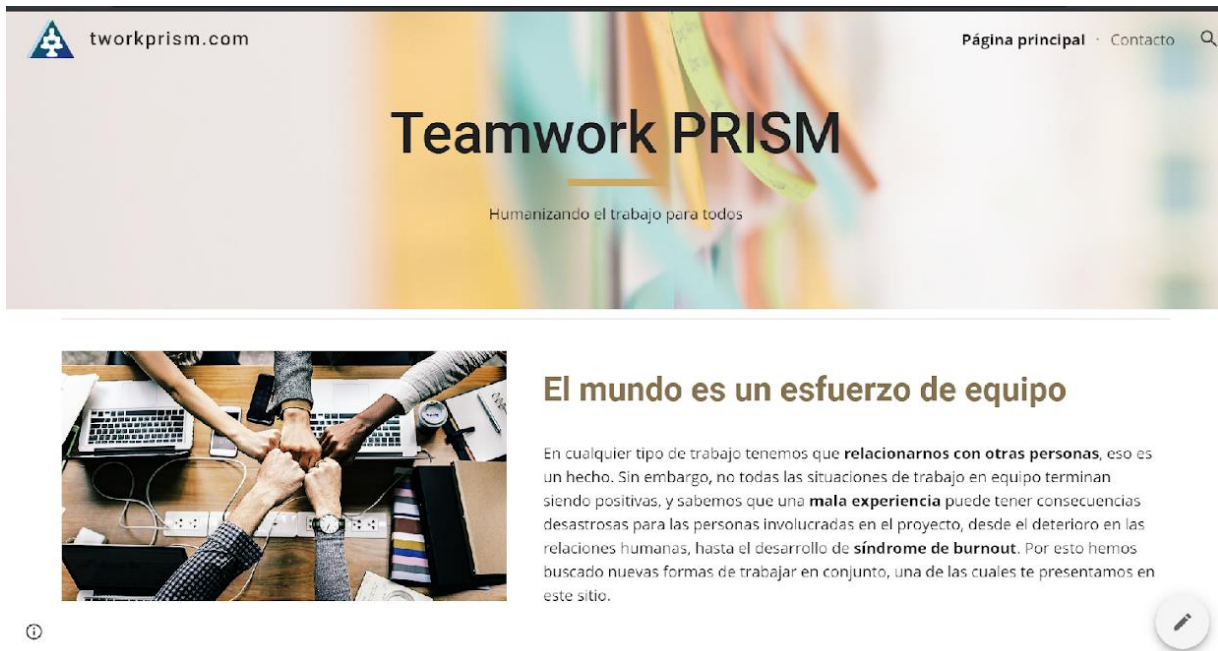 tworkprism.com
Página principal · Contacto
Teamwork PRISM
Humanizando el trabajo para todos
El mundo es un esfuerzo de equipo
En cualquier tipo de trabajo tenemos que relacionarnos con otras personas, eso es
un hecho. Sin embargo, no todas las situaciones de trabajo en equipo terminan
siendo positivas, y sabemos que una mala experiencia puede tener consecuencias
desastrosas para las personas involucradas en el proyecto, desde el deterioro en las
relaciones humanas, hasta el desarrollo de síndrome de burnout. Por esto hemos
buscado nuevas formas de trabajar en conjunto, una de las cuales te presentamos en
este sitio.